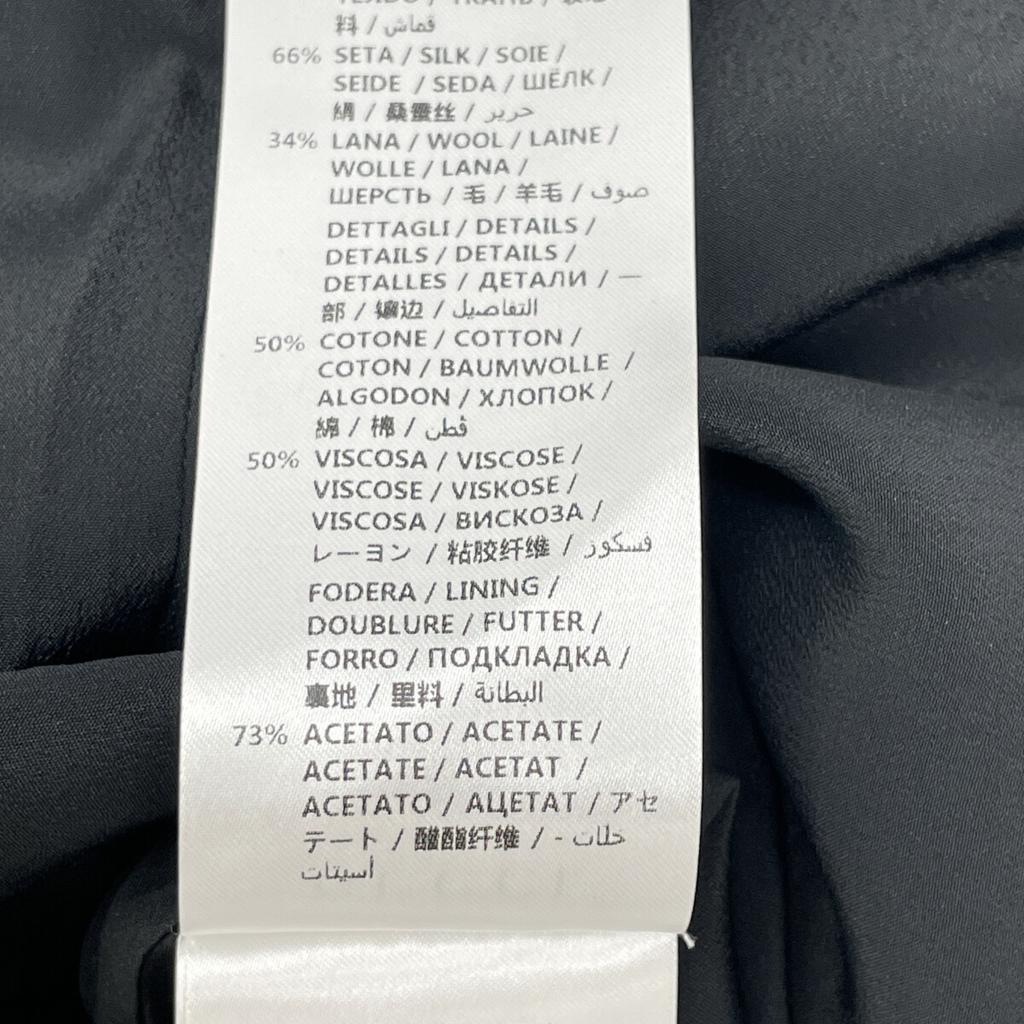 料 / قماش
66% SETA / SILK / SOIE /
SEIDE / SEDA / ШЁЛК /
絹 / 桑蚕丝 / حرير
34% LANA / WOOL / LAINE /
WOLLE / LANA /
ШЕРСТЬ / 毛 / 羊毛 / صوف
DETTAGLI / DETAILS /
DETAILS / DETAILS /
DETALLES / ДЕТАЛИ / 一
部 / 镶边 / التفاصيل
50% COTONE / COTTON /
COTON / BAUMWOLLE /
ALGODON / ХЛОПОК /
綿 / 棉 / قطن
50% VISCOSA / VISCOSE /
VISCOSE / VISKOSE /
VISCOSA / ВИСКОЗА /
レーヨン / 粘胶纤维 / فسكوز
FODERA / LINING /
DOUBLURE / FUTTER /
FORRO / ПОДКЛАДКА /
裏地 / 里料 / البطانة
73% ACETATO / ACETATE /
ACETATE / ACETAT /
ACETATO / АЦЕТАТ / アセ
テート / 醋酯纤维 / - خلات
أسيتات